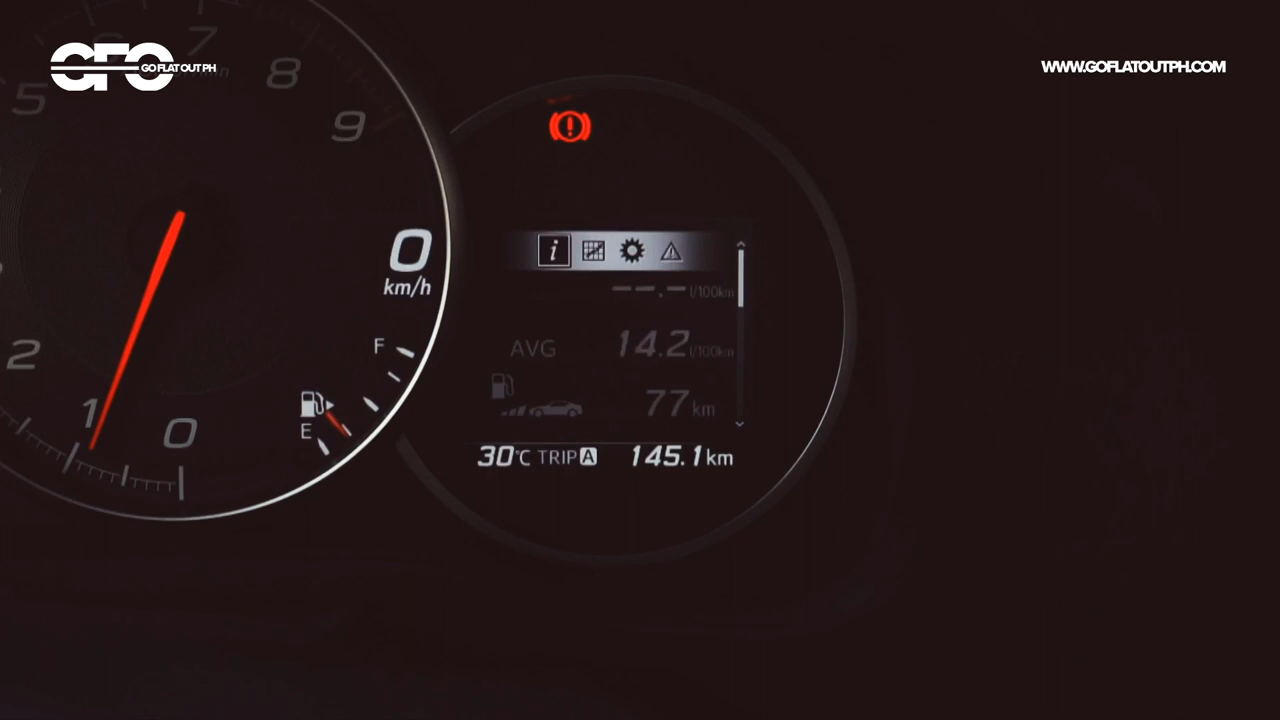 GFO
GO FLAT OUT PH
WWW.GOFLATOUTPH.COM
5
7
8
9
2
1
0
0
km/h
F
E
i
--.- l/100km
AVG 14.2 l/100km
77 km
30°C TRIP A 145.1 km